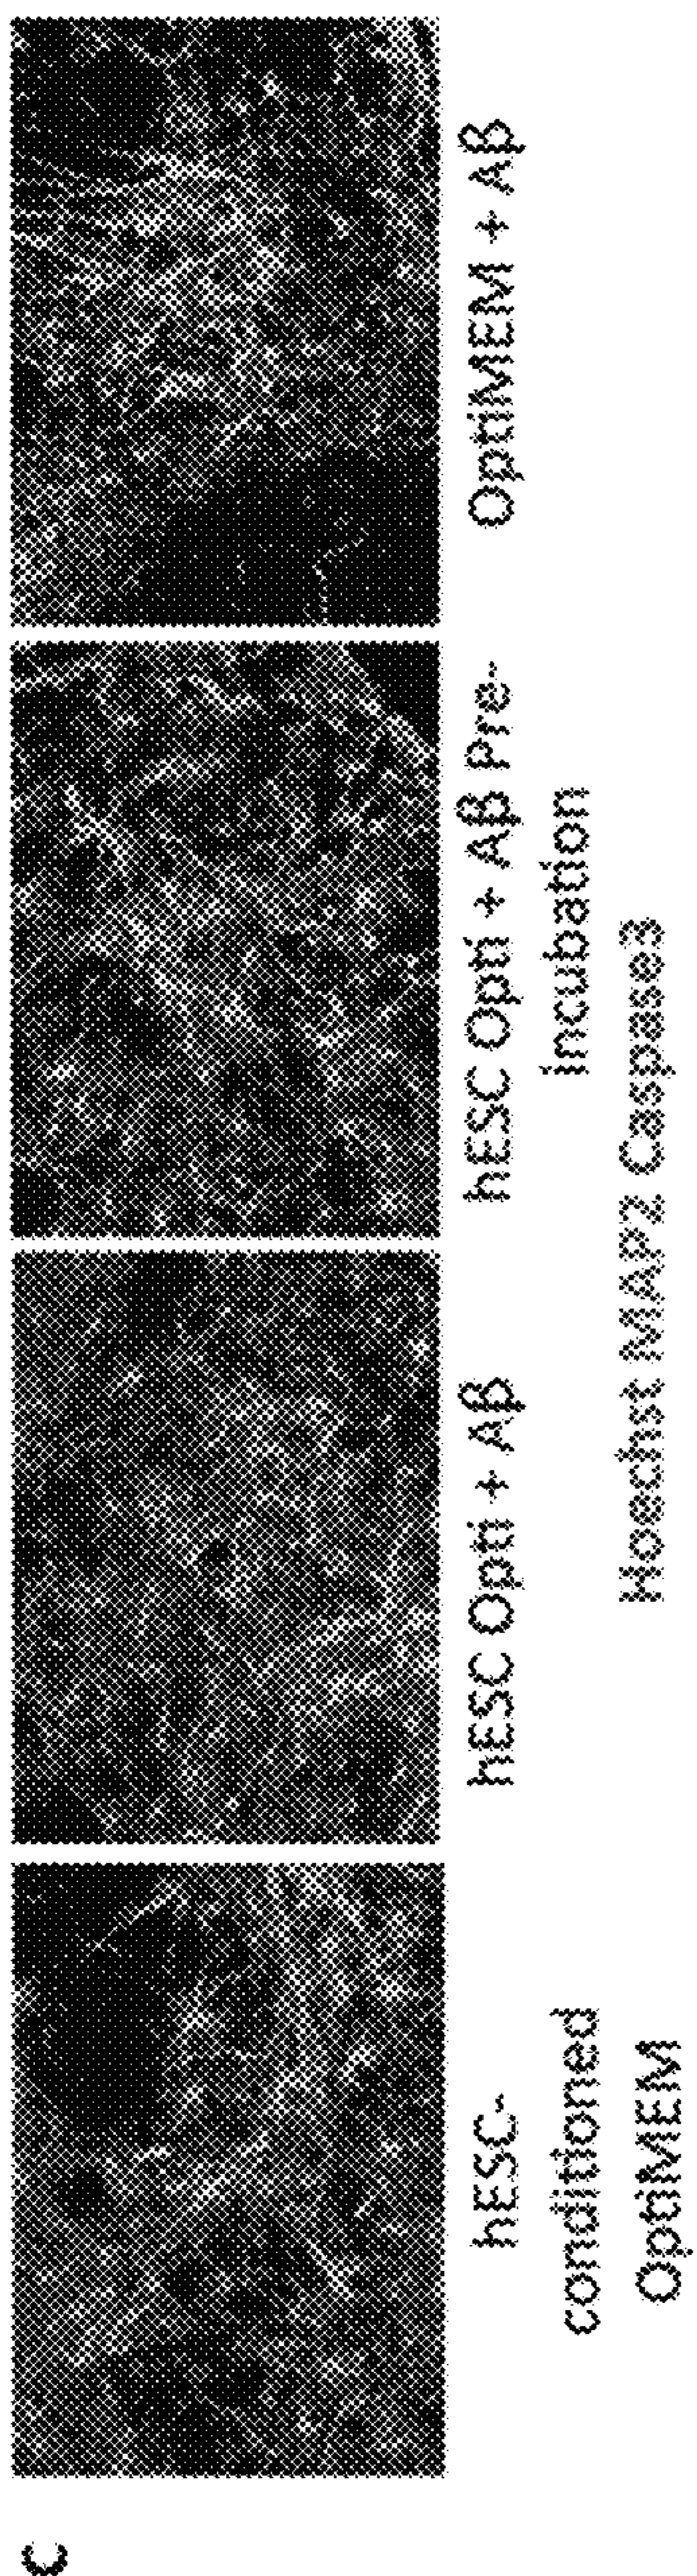 C
hESC-
conditioned
OptiMEM
hESC Opti + Aβ
hESC Opti + Aβ Pre-
incubation
OptiMEM + Aβ
Hoechst MAP2 Caspase3